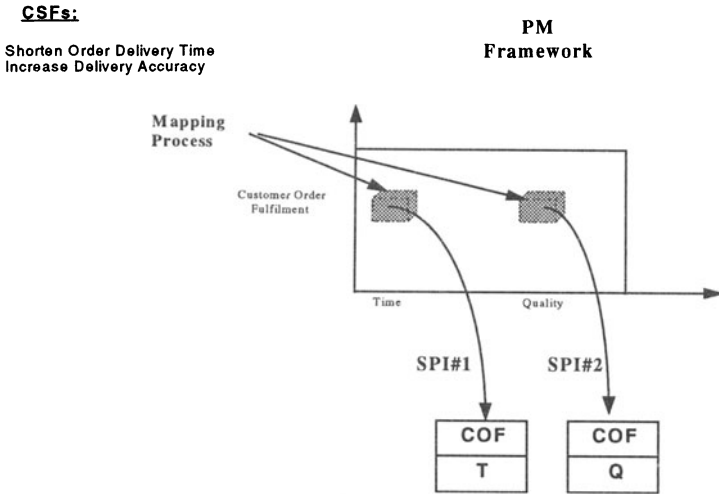 CSFs:
Shorten Order Delivery Time
Increase Delivery Accuracy
PM
Framework
Mapping
Process
Customer Order
Fulfilment
Time
Quality
SPI#1
SPI#2
COF
T
COF
Q